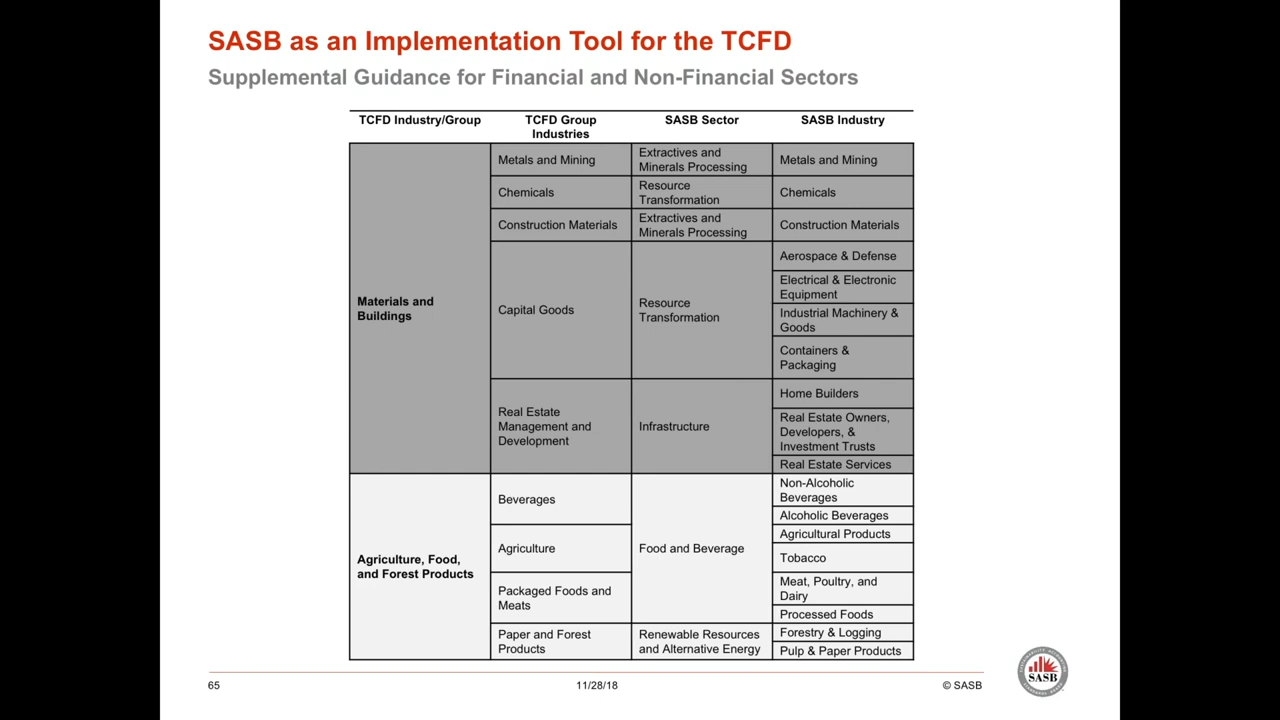 SASB as an Implementation Tool for the TCFD
Supplemental Guidance for Financial and Non-Financial Sectors
TCFD Industry/Group
TCFD Group
Industries
SASB Sector
SASB Industry
Materials and
Buildings
Metals and Mining
Extractives and
Minerals Processing
Metals and Mining
Chemicals
Resource
Transformation
Chemicals
Construction Materials
Extractives and
Minerals Processing
Construction Materials
Capital Goods
Resource
Transformation
Aerospace & Defense
Electrical & Electronic
Equipment
Industrial Machinery &
Goods
Containers &
Packaging
Real Estate
Management and
Development
Infrastructure
Home Builders
Real Estate Owners,
Developers, &
Investment Trusts
Real Estate Services
Agriculture, Food,
and Forest Products
Beverages
Food and Beverage
Non-Alcoholic
Beverages
Alcoholic Beverages
Agriculture
Agricultural Products
Tobacco
Packaged Foods and
Meats
Meat, Poultry, and
Dairy
Processed Foods
Paper and Forest
Products
Renewable Resources
and Alternative Energy
Forestry & Logging
Pulp & Paper Products
65
11/28/18
© SASB
SASB